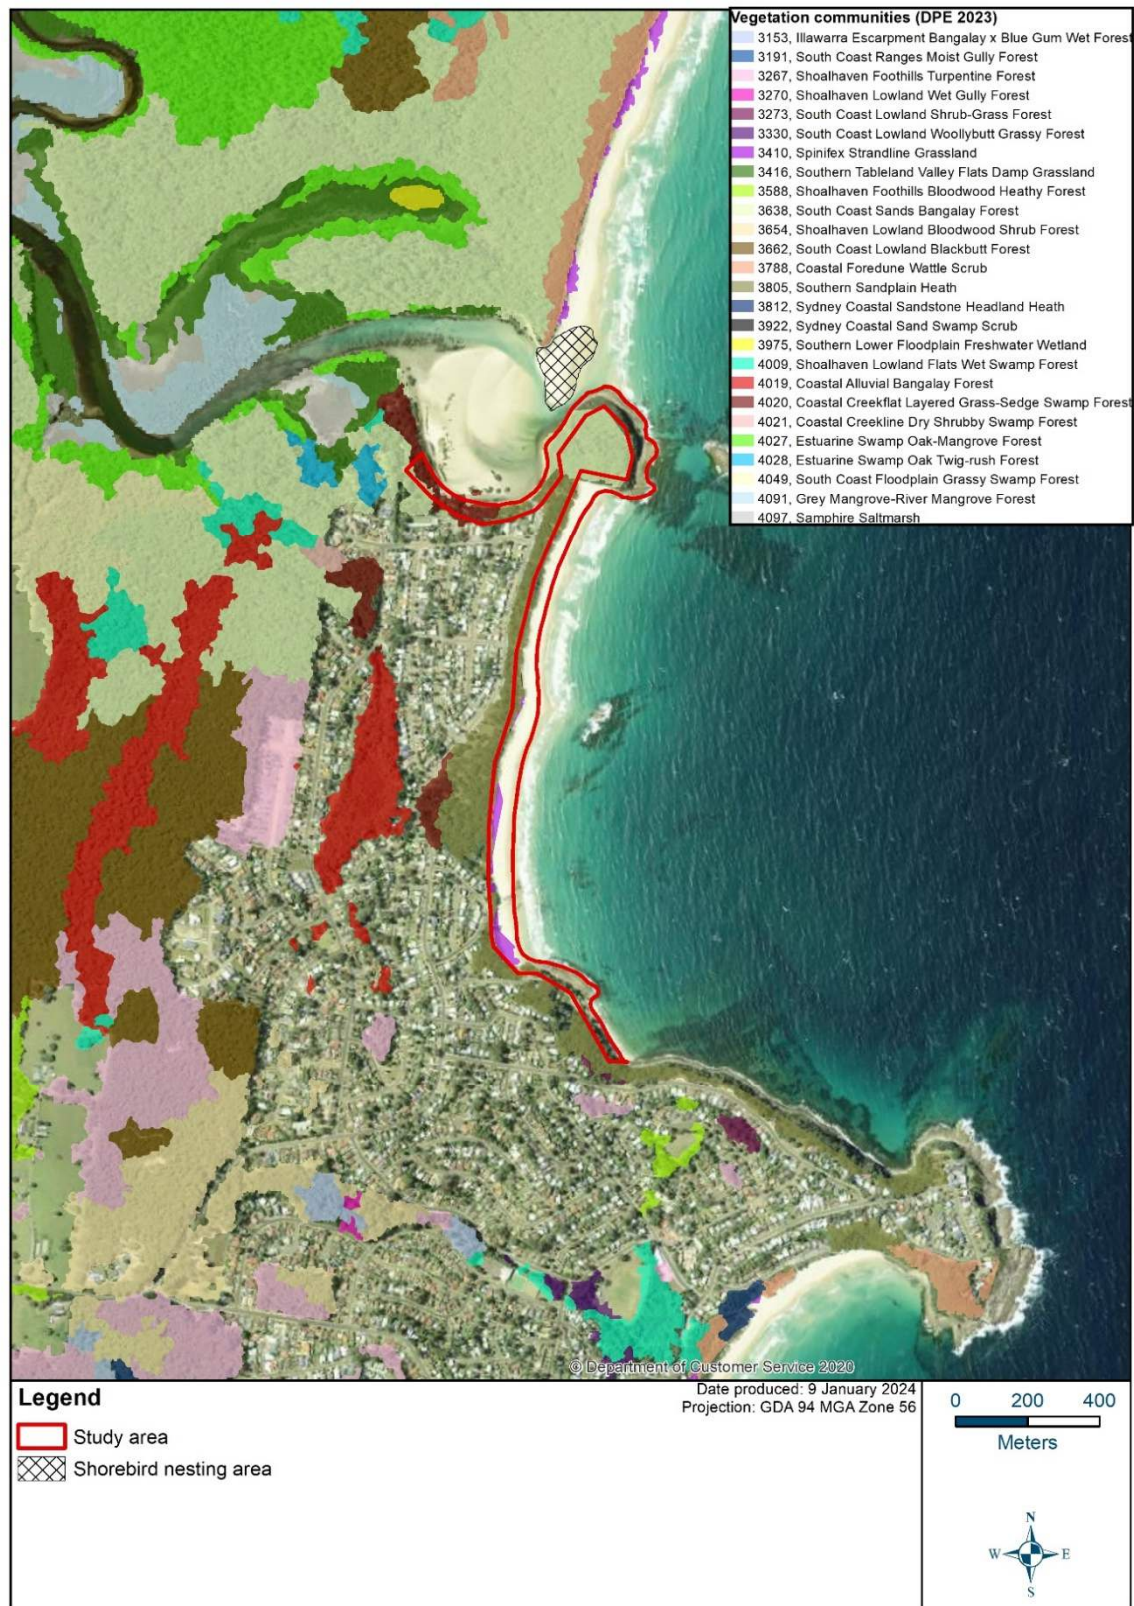 Vegetation communities (DPE 2023)
3153, Illawarra Escarpment Bangalay x Blue Gum Wet Forest
3191, South Coast Ranges Moist Gully Forest
3267, Shoalhaven Foothills Turpentine Forest
3270, Shoalhaven Lowland Wet Gully Forest
3273, South Coast Lowland Shrub-Grass Forest
3330, South Coast Lowland Woollybutt Grassy Forest
3410, Spinifex Strandline Grassland
3416, Southern Tableland Valley Flats Damp Grassland
3588, Shoalhaven Foothills Bloodwood Heathy Forest
3638, South Coast Sands Bangalay Forest
3654, Shoalhaven Lowland Bloodwood Shrub Forest
3662, South Coast Lowland Blackbutt Forest
3788, Coastal Foredune Wattle Scrub
3805, Southern Sandplain Heath
3812, Sydney Coastal Sandstone Headland Heath
3922, Sydney Coastal Sand Swamp Scrub
3975, Southern Lower Floodplain Freshwater Wetland
4009, Shoalhaven Lowland Flats Wet Swamp Forest
4019, Coastal Alluvial Bangalay Forest
4020, Coastal Creekflat Layered Grass-Sedge Swamp Forest
4021, Coastal Creekline Dry Shrubby Swamp Forest
4027, Estuarine Swamp Oak-Mangrove Forest
4028, Estuarine Swamp Oak Twig-rush Forest
4049, South Coast Floodplain Grassy Swamp Forest
4091, Grey Mangrove-River Mangrove Forest
4097, Samphire Saltmarsh
© Department of Customer Service 2020
Legend
Study area
Shorebird nesting area
Date produced: 9 January 2024
Projection: GDA 94 MGA Zone 56
0 200 400
Meters
N
W E
S